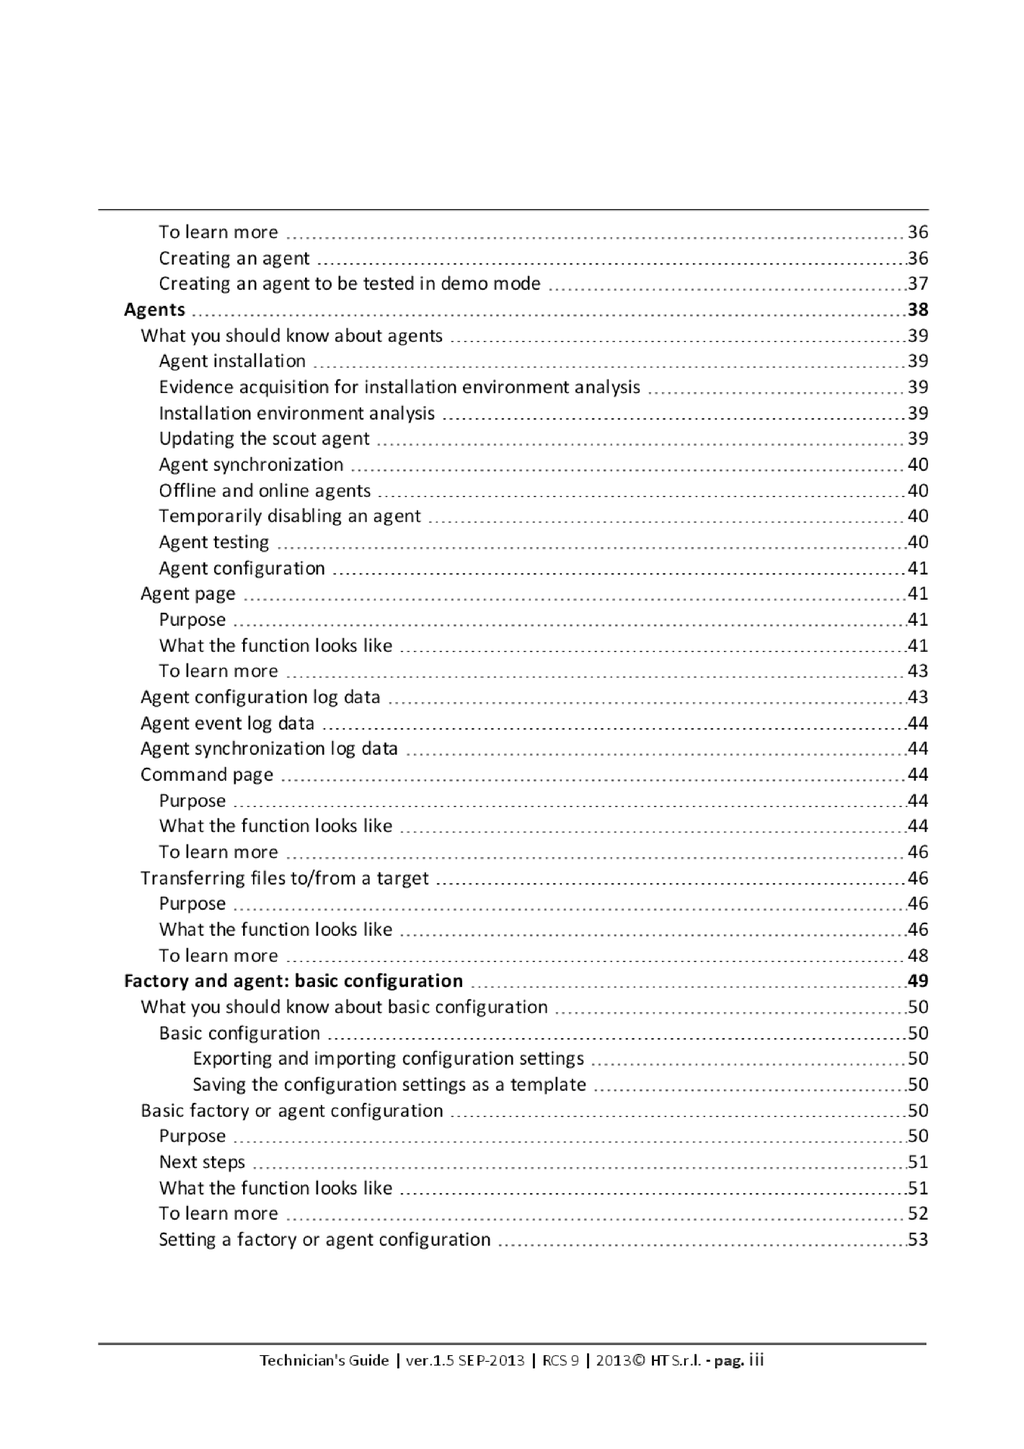 To learn more 36
Creating an agent 36
Creating an agent to be tested in demo mode 37
Agents 38
What you should know about agents 39
Agent installation 39
Evidence acquisition for installation environment analysis 39
Installation environment analysis 39
Updating the scout agent 39
Agent synchronization 40
Offline and online agents 40
Temporarily disabling an agent 40
Agent testing 40
Agent configuration 41
Agent page 41
Purpose 41
What the function looks like 41
To learn more 43
Agent configuration log data 43
Agent event log data 44
Agent synchronization log data 44
Command page 44
Purpose 44
What the function looks like 44
To learn more 46
Transferring files to/from a target 46
Purpose 46
What the function looks like 46
To learn more 48
Factory and agent: basic configuration 49
What you should know about basic configuration 50
Basic configuration 50
Exporting and importing configuration settings 50
Saving the configuration settings as a template 50
Basic factory or agent configuration 50
Purpose 50
Next steps 51
What the function looks like 51
To learn more 52
Setting a factory or agent configuration 53
Technician's Guide | ver.1.5 SEP-2013 | RCS 9 | 2013© HT S.r.l. - pag. iii